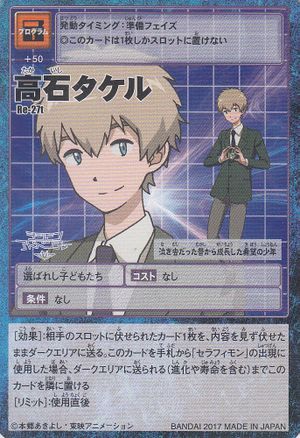 プログラム
発動タイミング：準備フェイズ
◎このカードは1枚しかスロットに置けない
+50
たか いし
高石タケル
Re-271
泣き虫だった昔から成長した希望の少年
選ばれし子どもたち
コスト なし
条件 なし
[効果]:相手のスロットに伏せられたカード1枚を、内容を見ず伏せた
ままダークエリアに送る。このカードを手札から「セラフィモン」の出現に
使用した場合、ダークエリアに送る(進化や寿命を含む)までこの
カードを隣に置ける
[リミット]:使用直後
©本郷あきよし・東映アニメーション
BANDAI 2017 MADE IN JAPAN